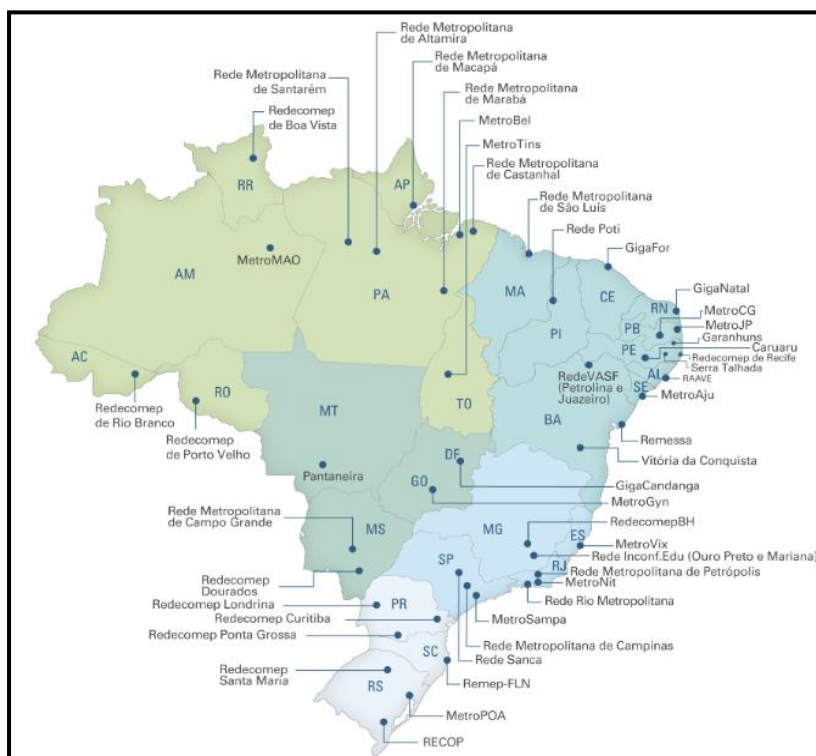 Rede Metropolitana
de Altamira
Rede Metropolitana
de Macapá
Rede Metropolitana
de Santarém
Rede Metropolitana
de Marabá
Redecomep
de Boa Vista
MetroBel
MetroTins
Rede Metropolitana
de Castanhal
Rede Metropolitana
de São Luís
Rede Poti
GigaFor
RR
AP
MetroMAO
AM
PA
MA
CE
GigaNatal
RN
MetroCG
PB
MetroJP
PI
Garanhuns
PE
Caruaru
Redecomep de Recife
Serra Talhada
AC
RedeVASF
(Petrolina e
Juazeiro)
AL
RAAVE
SE
MetroAju
RO
TO
MT
Redecomep
de Rio Branco
BA
Remessa
Redecomep
de Porto Velho
Vitória da Conquista
DF
Pantaneira
GO
GigaCandanga
MetroGyn
Rede Metropolitana
de Campo Grande
MS
MG
RedecomepBH
ES
MetroVix
Rede Inconf.Edu (Ouro Preto e Mariana)
SP
RJ
Rede Metropolitana de Petrópolis
Redecomep
Dourados
MetroNit
Rede Rio Metropolitana
Redecomep Londrina
PR
MetroSampa
Redecomep Curitiba
Redecomep Ponta Grossa
Rede Metropolitana de Campinas
SC
Rede Sanca
Redecomep
Santa Maria
RS
Remep-FLN
MetroPOA
RECOP